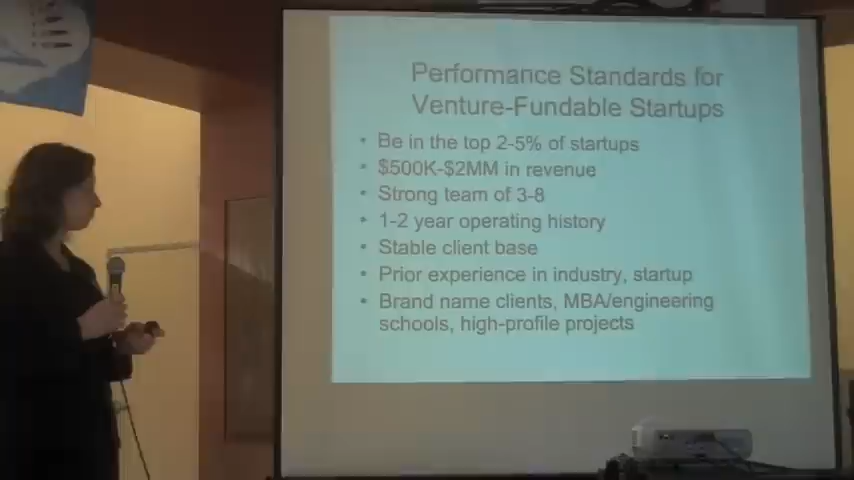 Performance Standards for
Venture-Fundable Startups
• Be in the top 2-5% of startups
• $500K-$2MM in revenue
• Strong team of 3-8
• 1-2 year operating history
• Stable client base
• Prior experience in industry, startup
• Brand name clients, MBA/engineering
schools, high-profile projects